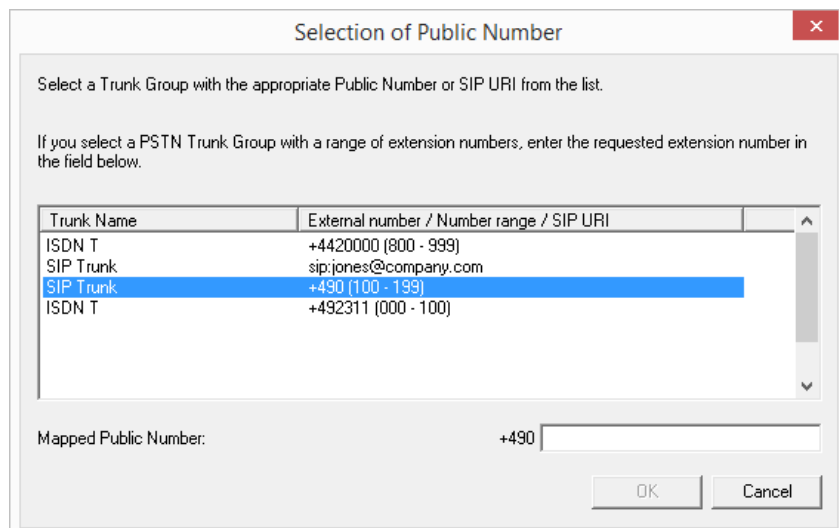 Selection of Public Number
Select a Trunk Group with the appropriate Public Number or SIP URI from the list.
If you select a PSTN Trunk Group with a range of extension numbers, enter the requested extension number in
the field below.
Trunk Name External number / Number range / SIP URI
ISDN T +4420000 (800 - 999)
SIP Trunk sip:jones@company.com
SIP Trunk +490 (100 - 199)
ISDN T +492311 (000 - 100)
Mapped Public Number: +490
OK Cancel